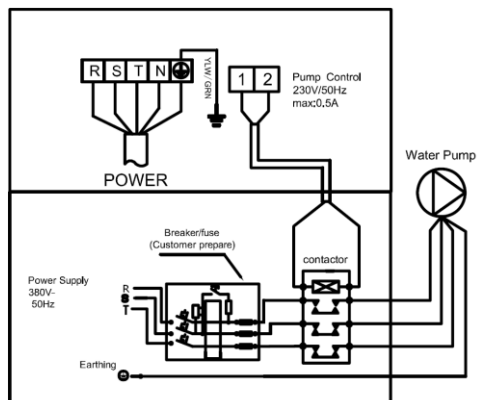 R S T N
YLW/GRN
1 2
Pump Control
230V/50Hz
max:0.5A
POWER
Water Pump
Breaker/fuse
(Customer prepare)
contactor
Power Supply
380V-
50Hz
R
S
T
Earthing